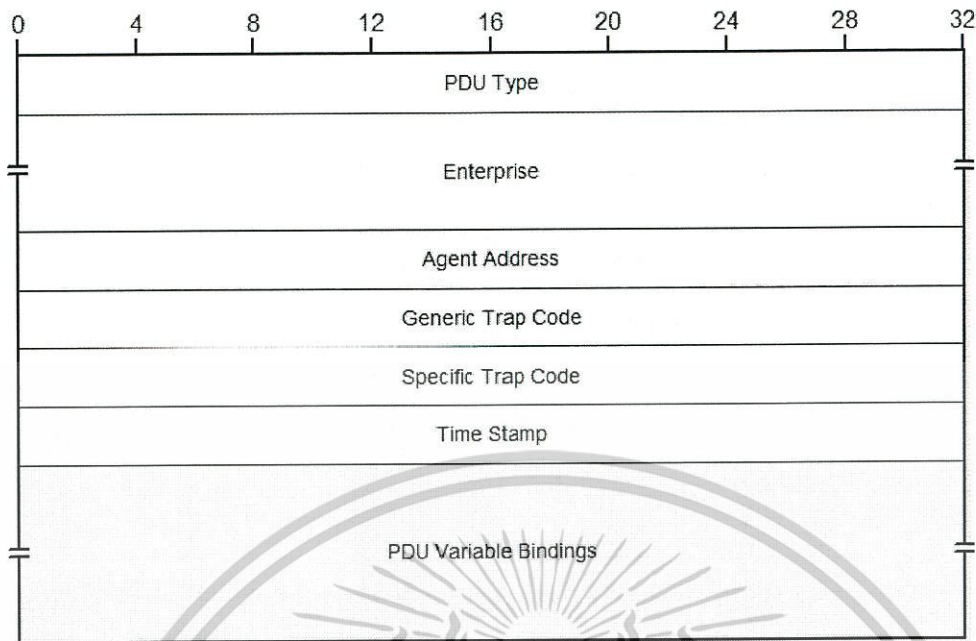 0 4 8 12 16 20 24 28 32
PDU Type
Enterprise
Agent Address
Generic Trap Code
Specific Trap Code
Time Stamp
PDU Variable Bindings